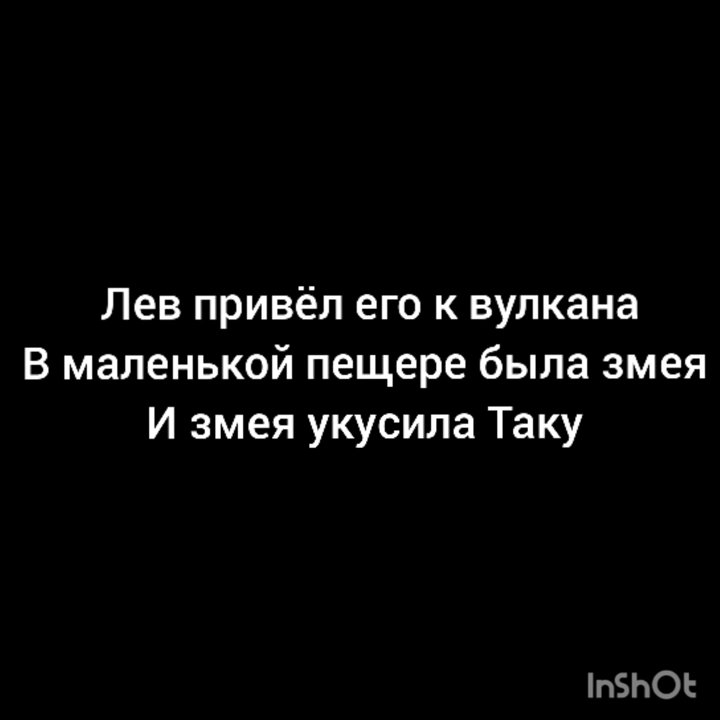 Лев привёл его к вулкана
В маленькой пещере была змея
И змея укусила Таку
InShOt